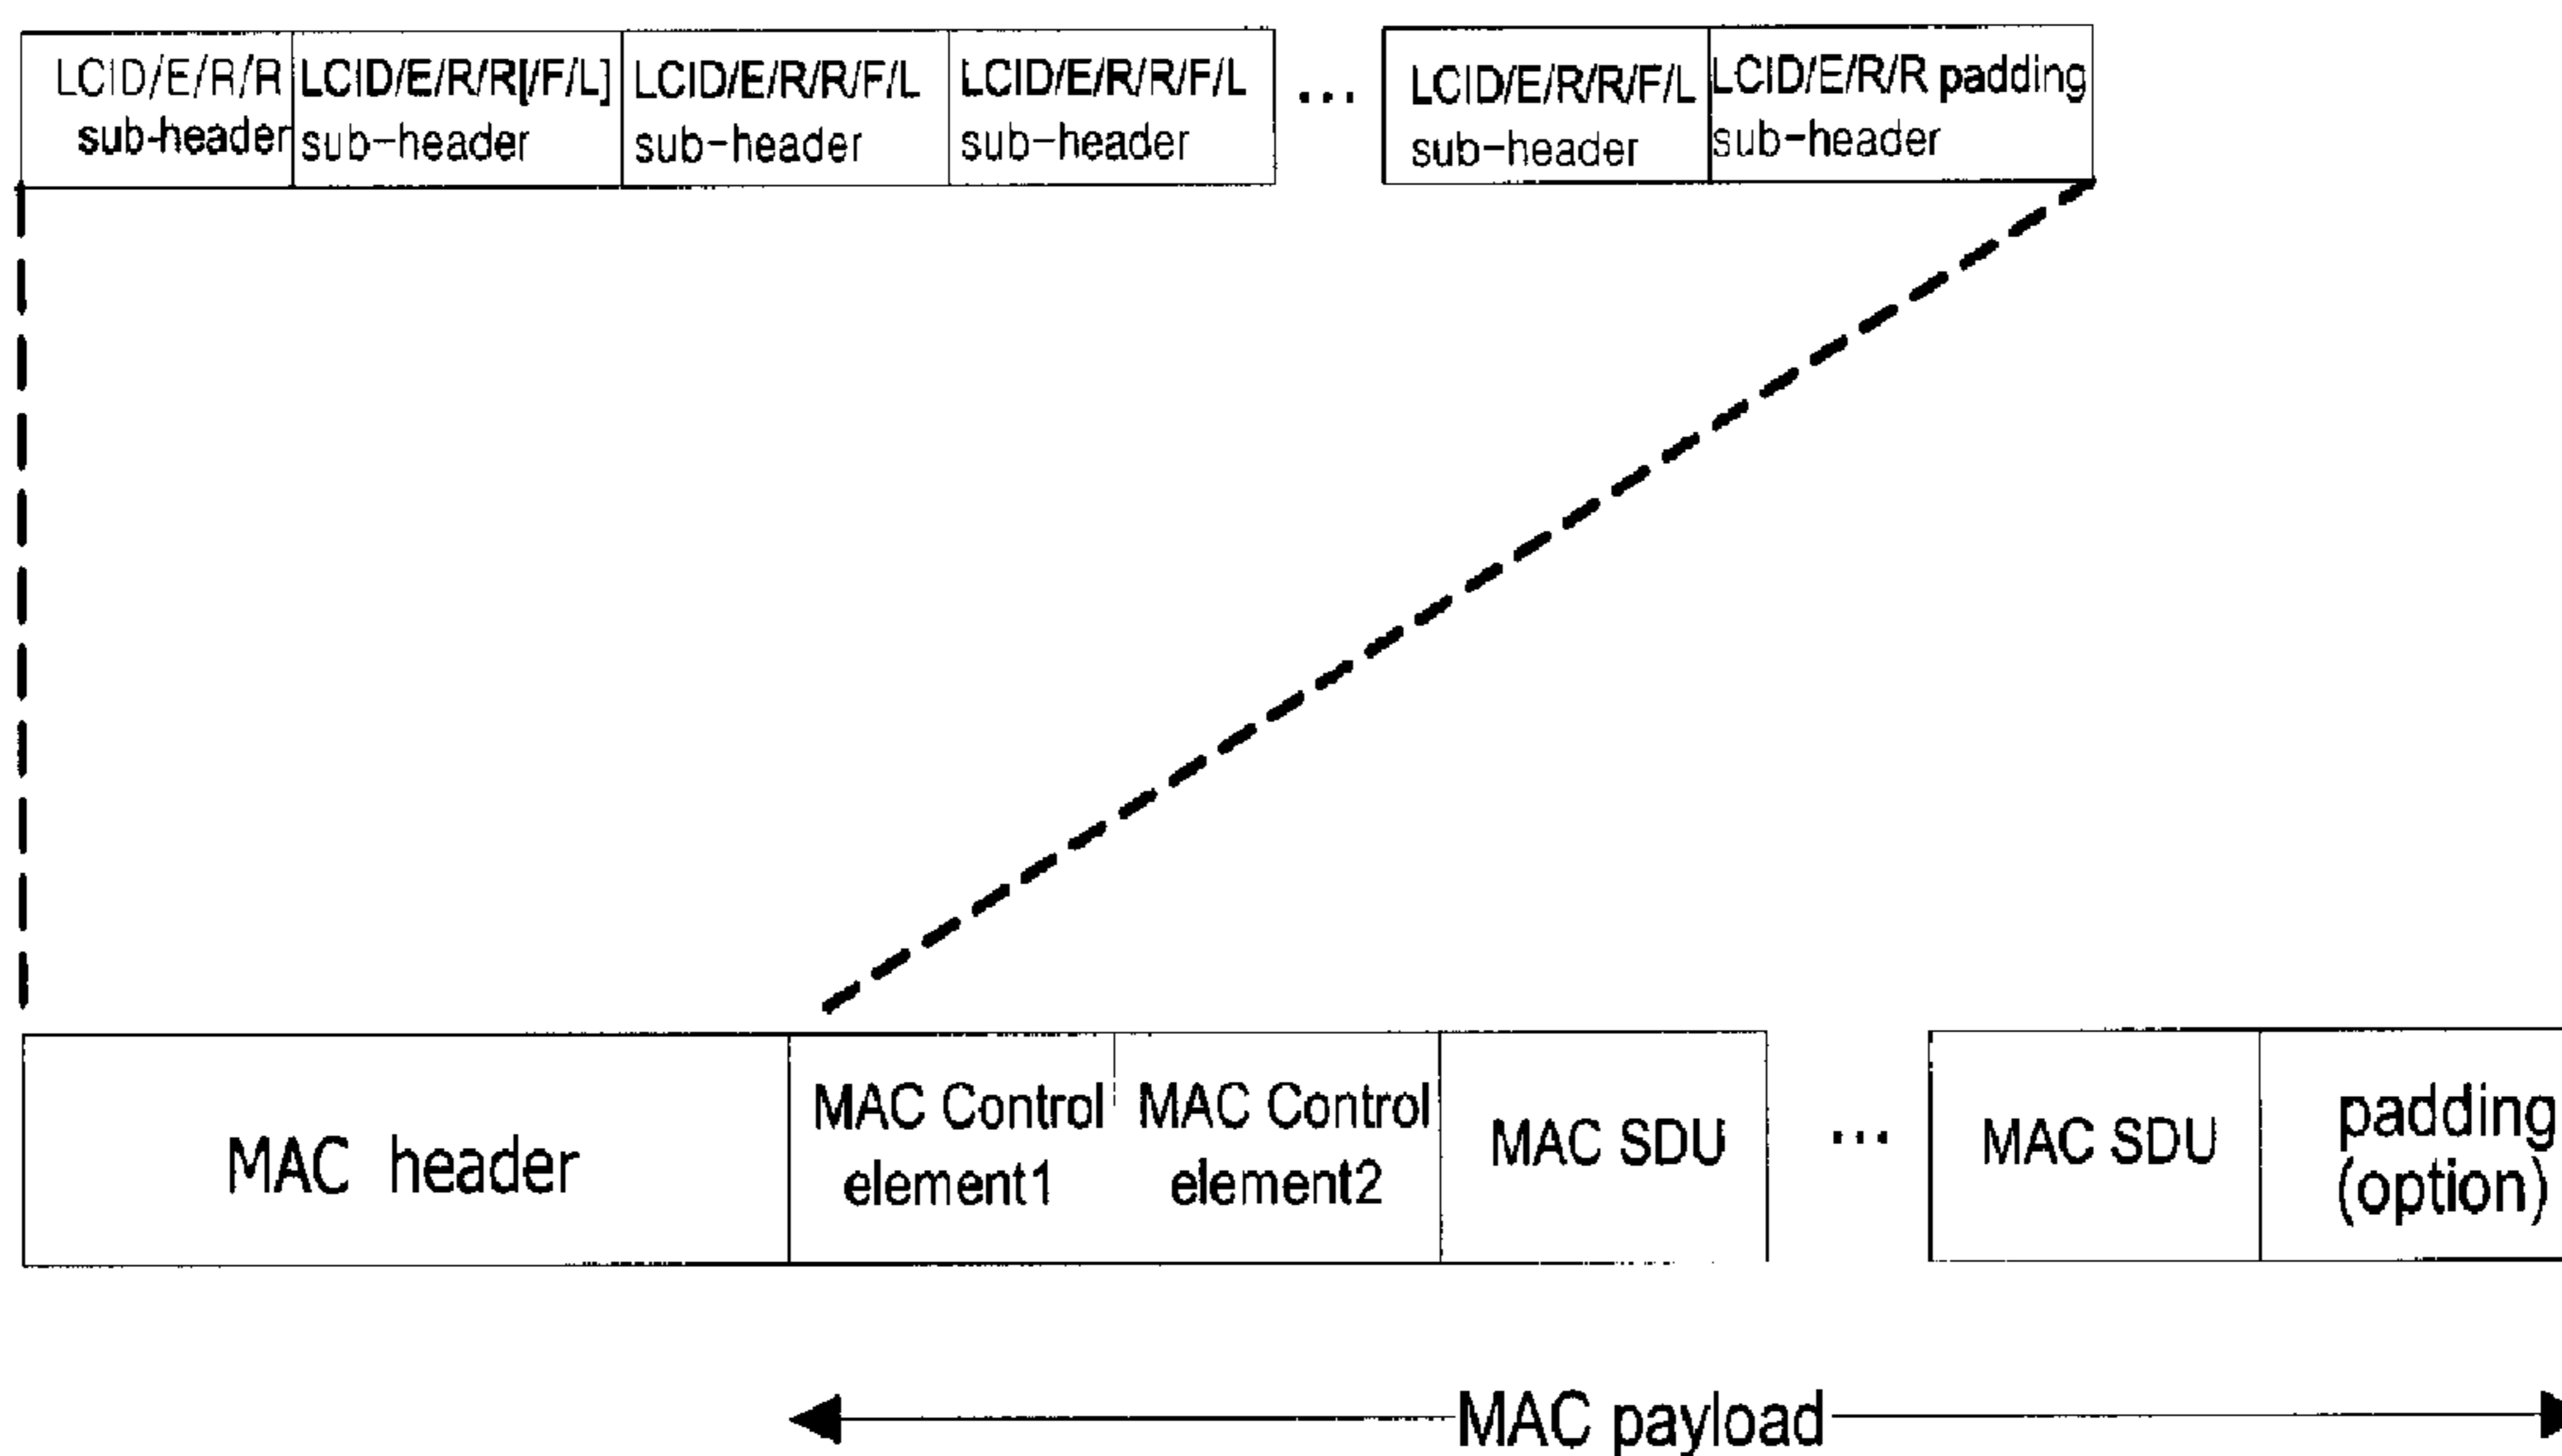 LCID/E/R/R
sub-header
LCID/E/R/R[/F/L]
sub-header
LCID/E/R/R/F/L
sub-header
LCID/E/R/R/F/L
sub-header
...
LCID/E/R/R/F/L
sub-header
LCID/E/R/R padding
sub-header
MAC header
MAC Control
element1
MAC Control
element2
MAC SDU
...
MAC SDU
padding
(option)
MAC payload